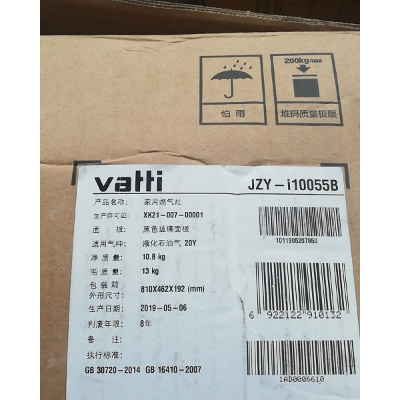 200kg max
怕雨
堆码质量极限
vatti
JZY-i10055B
产品名称: 家用燃气灶
生产许可证: XK21-007-00001
面 板: 黑色玻璃面板
适用气种: 液化石油气 20Y
净 质 量: 10.8 kg
毛 质 量: 13 kg
包 装 箱
外形尺寸: 810X462X192 (mm)
生产日期: 2019-05-06
判废年限: 8年
备注:
执行标准:
GB 30720-2014 GB 16410-2007
1011905207850
6 922122 910132
1AD0006610